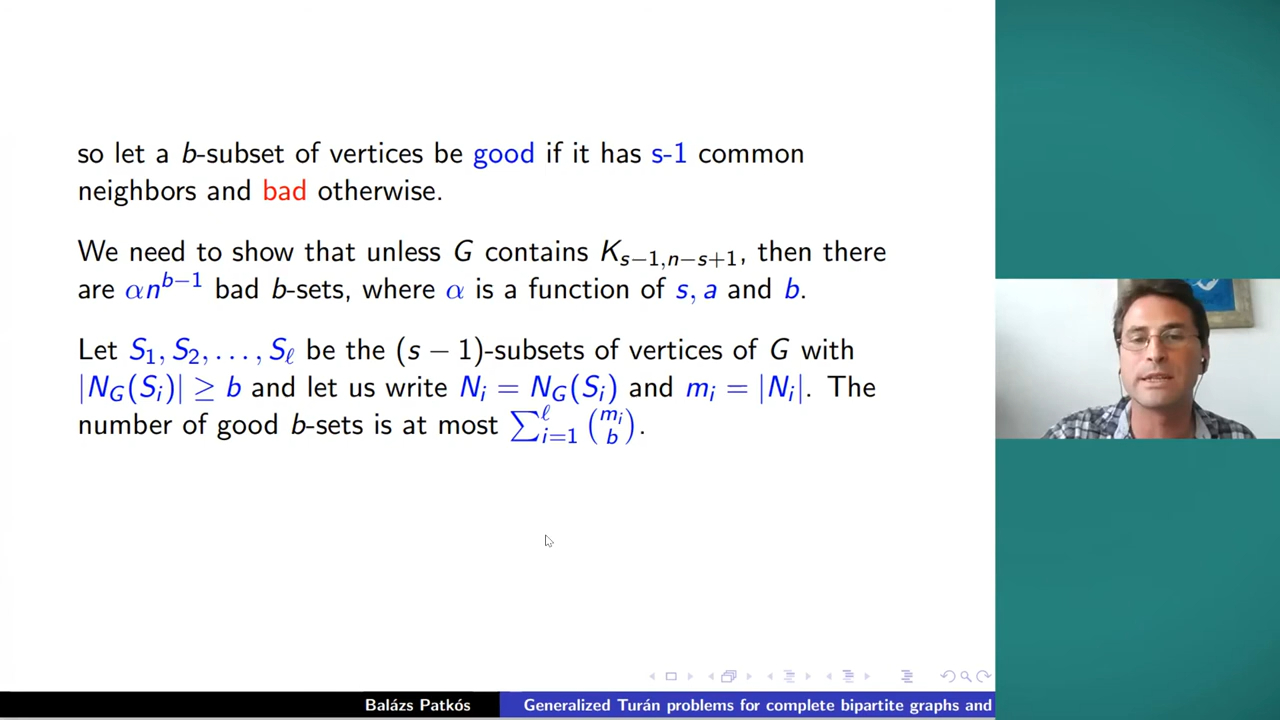 so let a b-subset of vertices be good if it has s-1 common
neighbors and bad otherwise.
We need to show that unless G contains K_{s−1,n−s+1}, then there
are αn^{b−1} bad b-sets, where α is a function of s, a and b.
Let S_1, S_2, . . . , S_ℓ be the (s − 1)-subsets of vertices of G with
|N_G(S_i)| ≥ b and let us write N_i = N_G(S_i) and m_i = |N_i|. The
number of good b-sets is at most ∑_{i=1}^{ℓ} \binom{m_i}{b}.
Balázs Patkós Generalized Turán problems for complete bipartite graphs and